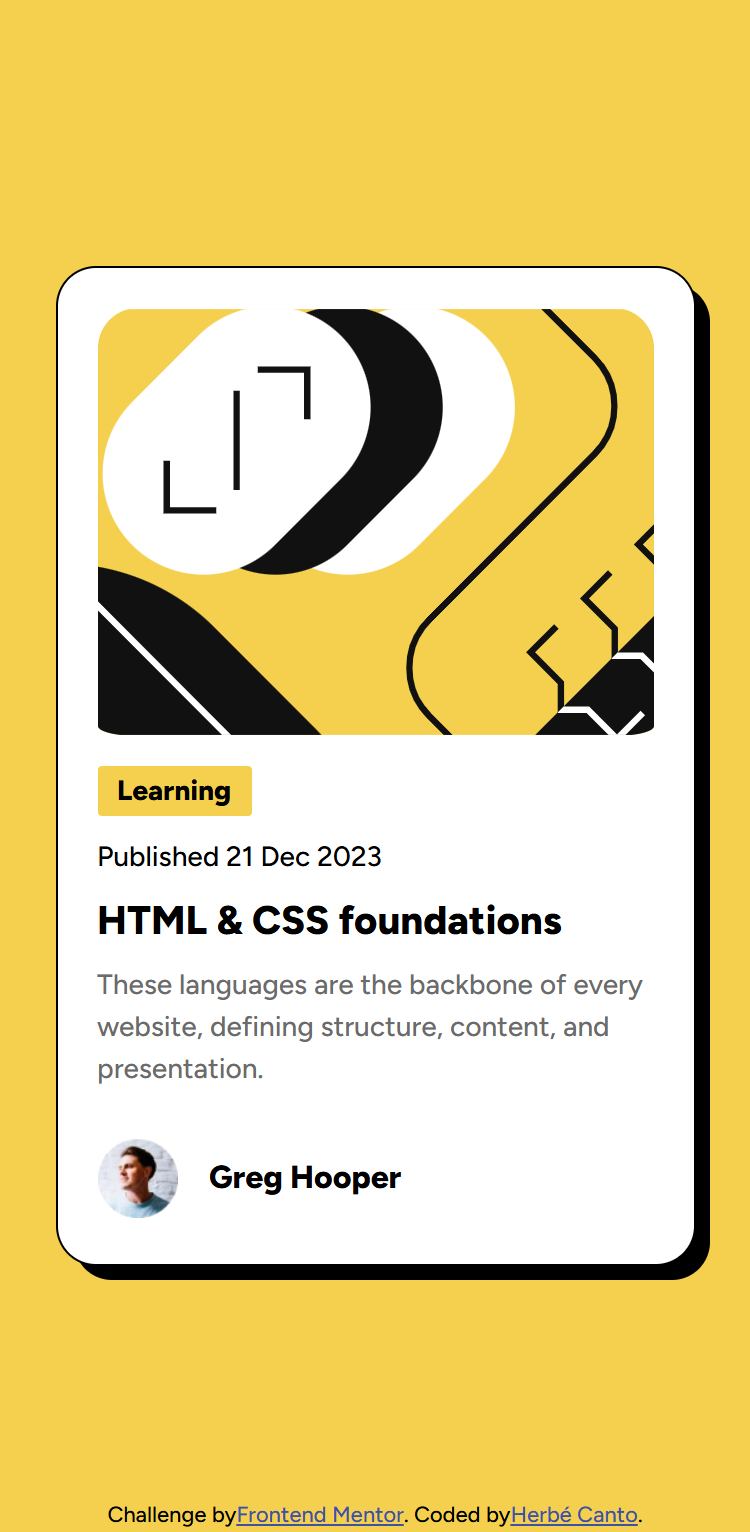 Learning
Published 21 Dec 2023
HTML & CSS foundations
These languages are the backbone of every
website, defining structure, content, and
presentation.
Greg Hooper
Challenge byFrontend Mentor. Coded byHerbé Canto.